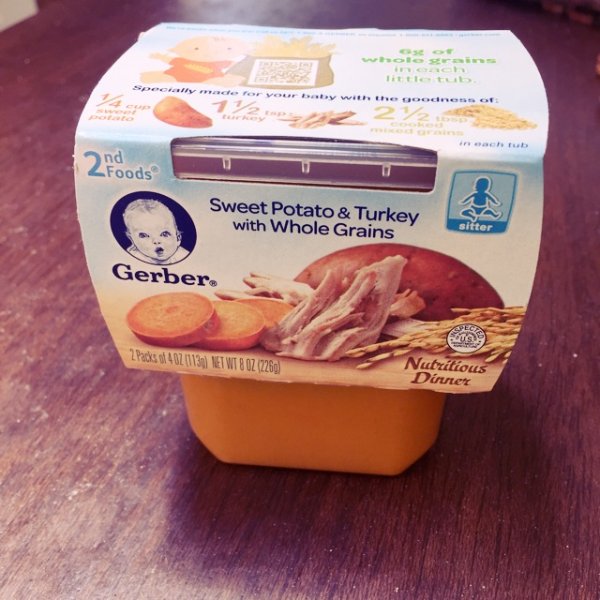 6g of
whole grains
in each
little tub.
Specially made for your baby with the goodness of:
1/4 cup
sweet
potato
1 1/2 tsp
turkey
2 1/2 tbsp
cooked
mixed grains
in each tub
2nd
Foods®
Sweet Potato & Turkey
with Whole Grains
sitter
Gerber®
INSPECTED
U.S.
2 Packs of 4 OZ (113g) NET WT 8 OZ (226g)
Nutritious
Dinner